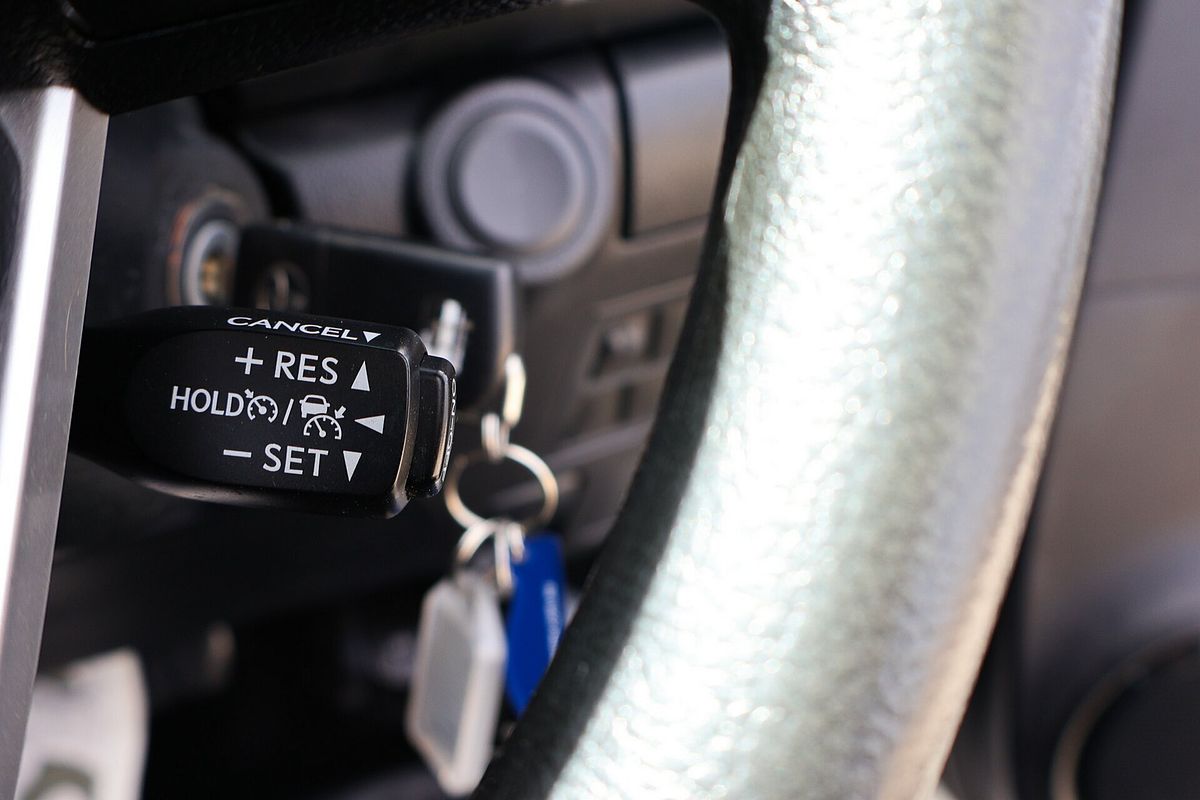 CANCEL▼
+ RES ▲
HOLD / ◀
− SET ▼